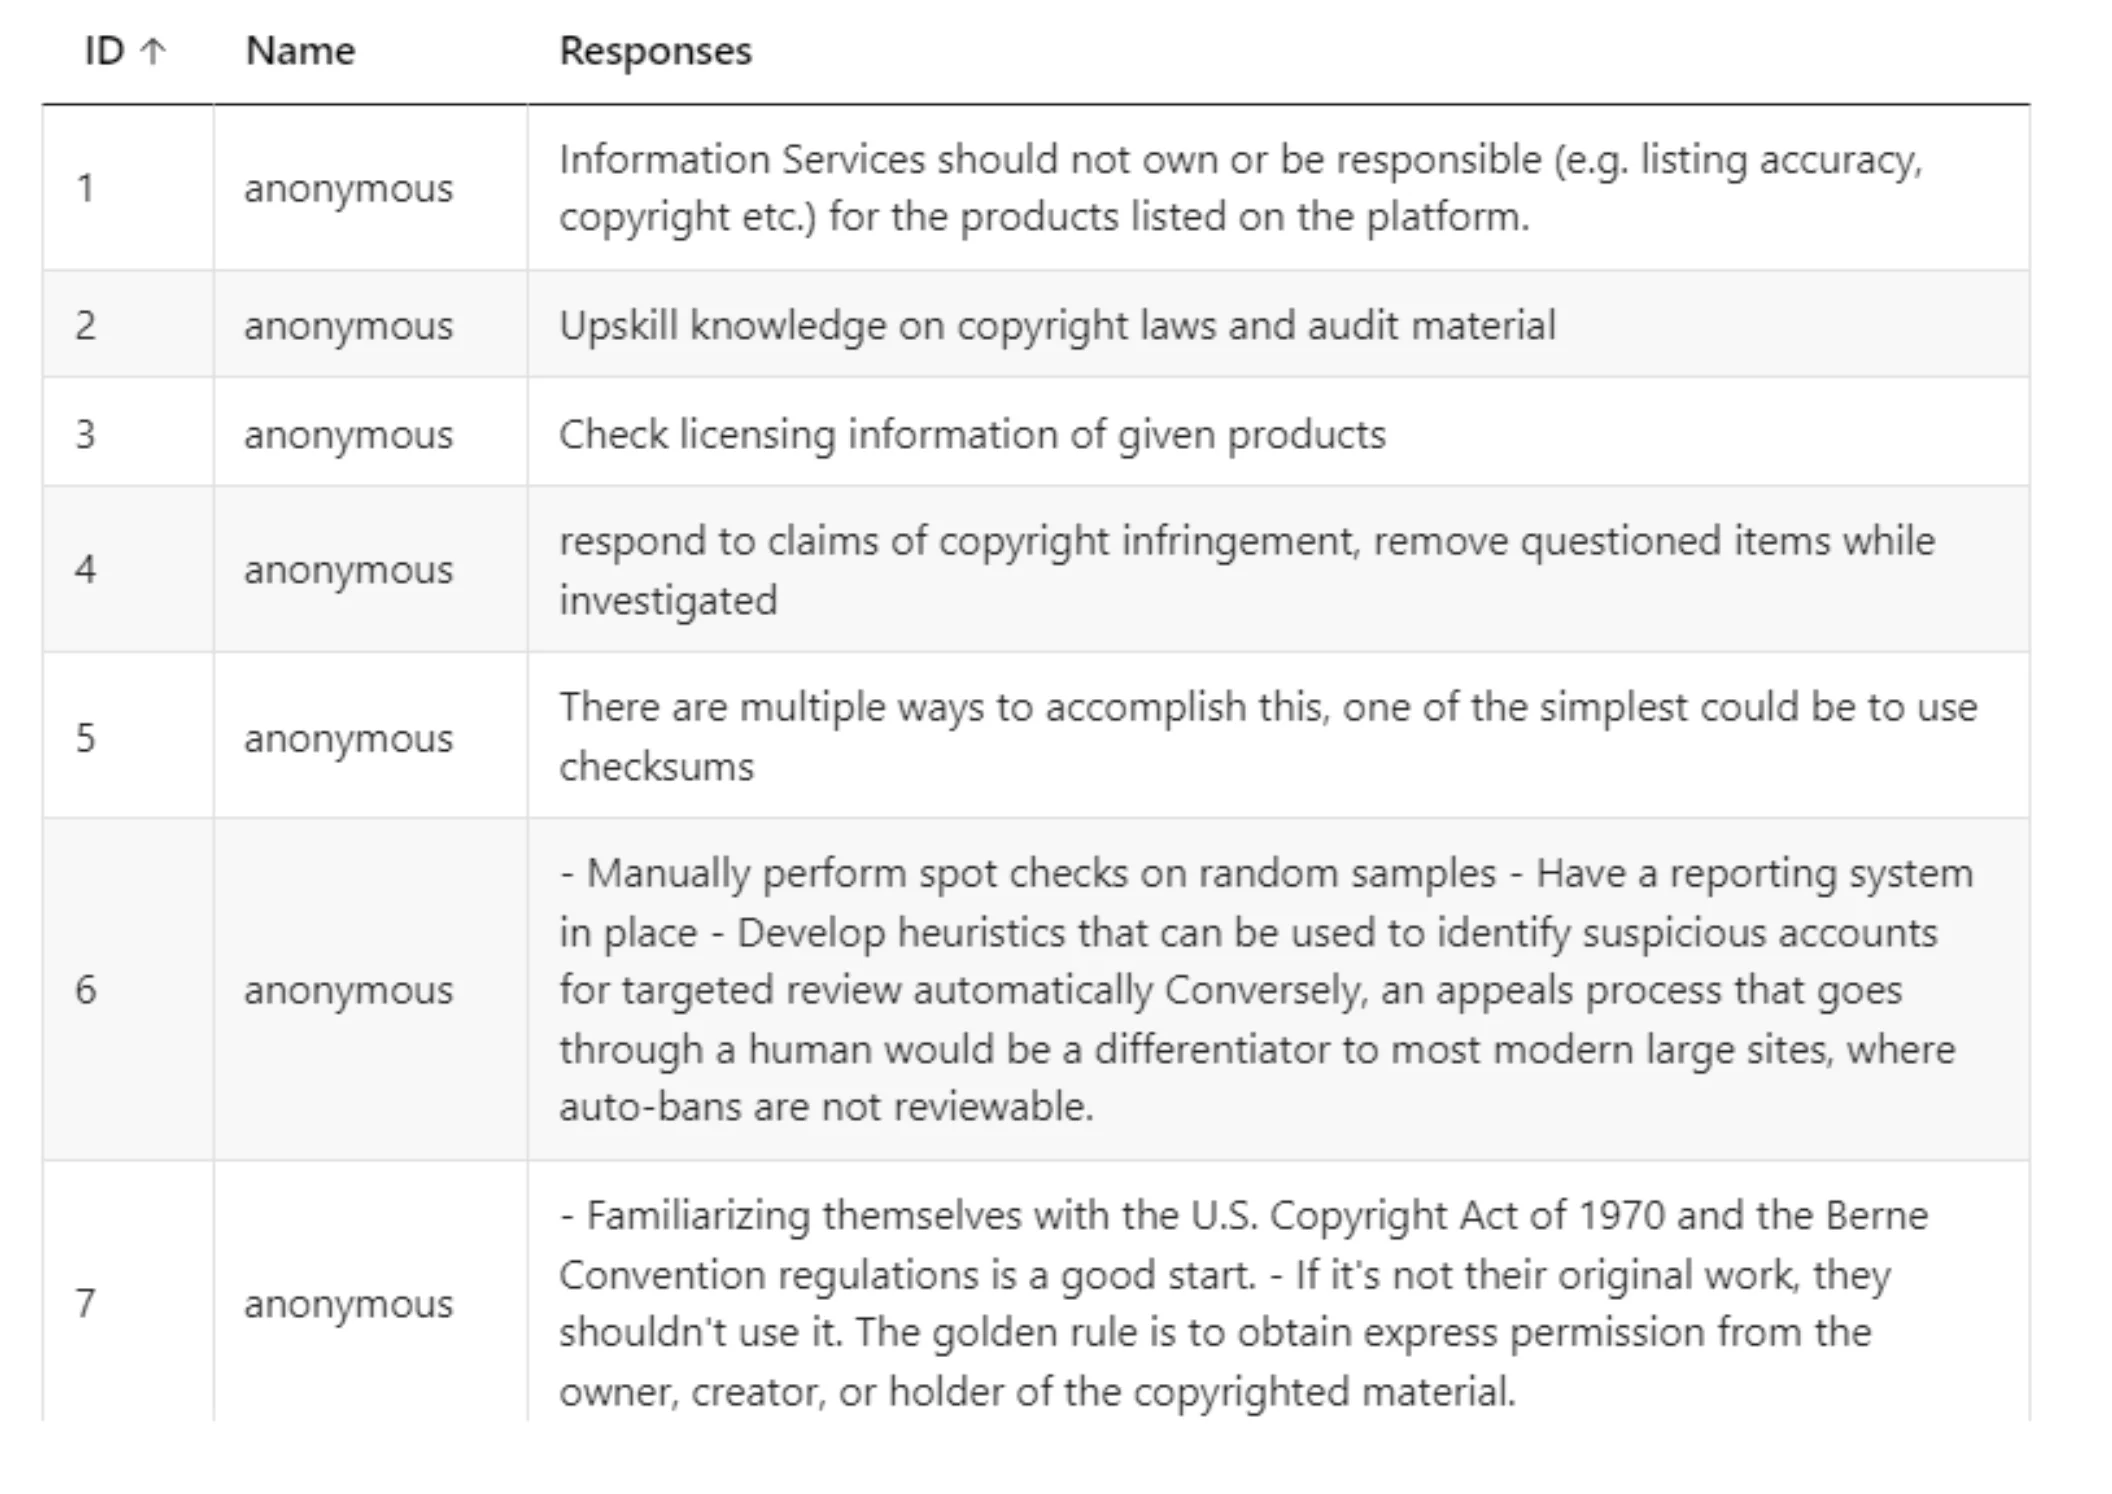 ID ↑ Name Responses
1 anonymous Information Services should not own or be responsible (e.g. listing accuracy,
copyright etc.) for the products listed on the platform.
2 anonymous Upskill knowledge on copyright laws and audit material
3 anonymous Check licensing information of given products
4 anonymous respond to claims of copyright infringement, remove questioned items while
investigated
5 anonymous There are multiple ways to accomplish this, one of the simplest could be to use
checksums
6 anonymous - Manually perform spot checks on random samples - Have a reporting system
in place - Develop heuristics that can be used to identify suspicious accounts
for targeted review automatically Conversely, an appeals process that goes
through a human would be a differentiator to most modern large sites, where
auto-bans are not reviewable.
7 anonymous - Familiarizing themselves with the U.S. Copyright Act of 1970 and the Berne
Convention regulations is a good start. - If it's not their original work, they
shouldn't use it. The golden rule is to obtain express permission from the
owner, creator, or holder of the copyrighted material.